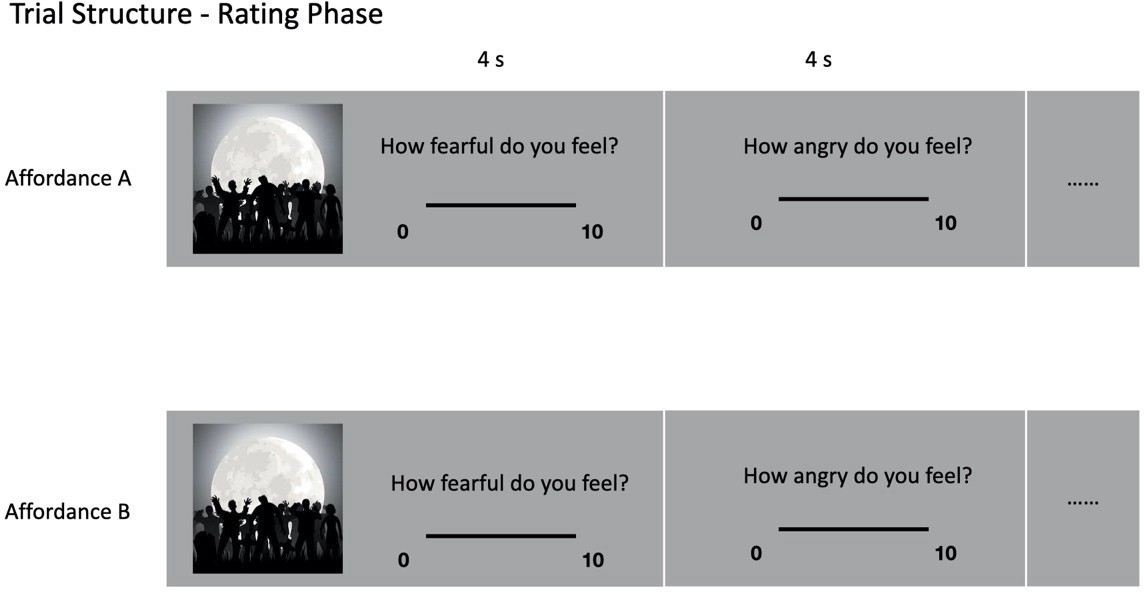 Trial Structure - Rating Phase
4 s 4 s
Affordance A
How fearful do you feel? How angry do you feel?
......
0 10 0 10
Affordance B
How fearful do you feel? How angry do you feel?
......
0 10 0 10